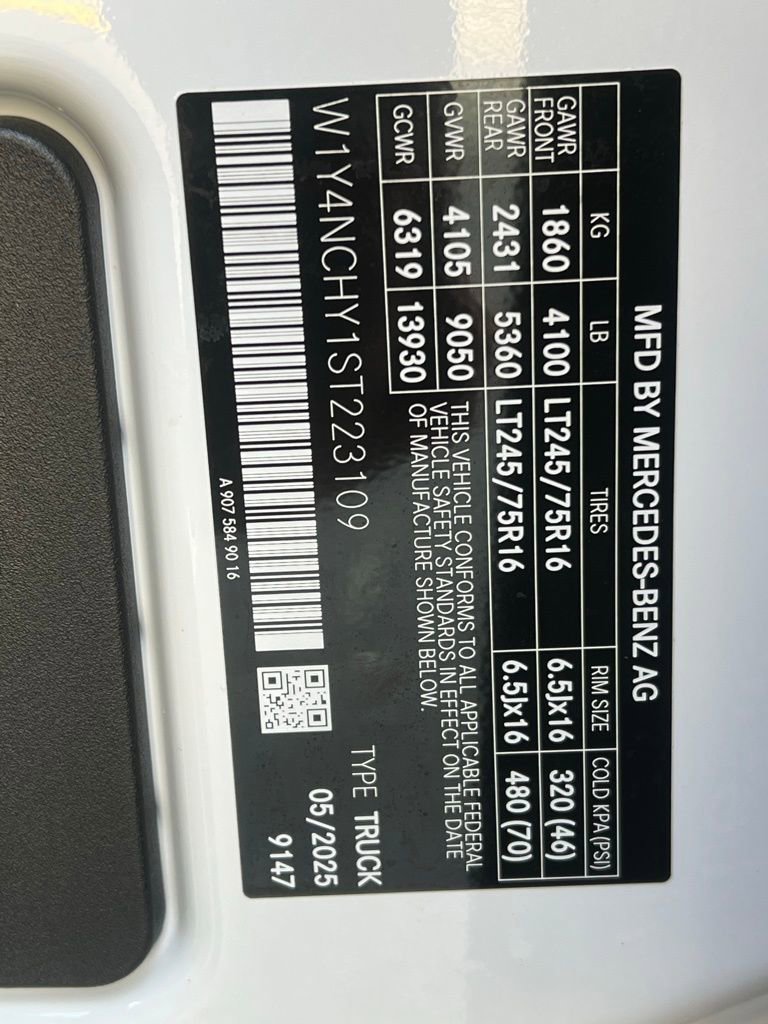 MFD BY MERCEDES-BENZ AG
KG LB TIRES RIM SIZE COLD KPA (PSI)
GAWR FRONT 1860 4100 LT245/75R16 6.5Jx16 320 (46)
GAWR REAR 2431 5360 LT245/75R16 6.5Jx16 480 (70)
GVWR 4105 9050
GCWR 6319 13930
THIS VEHICLE CONFORMS TO ALL APPLICABLE FEDERAL
VEHICLE SAFETY STANDARDS IN EFFECT ON THE DATE
OF MANUFACTURE SHOWN BELOW.
W1Y4NCHY1ST223109
TYPE TRUCK
05/2025
9147
A 907 584 90 16